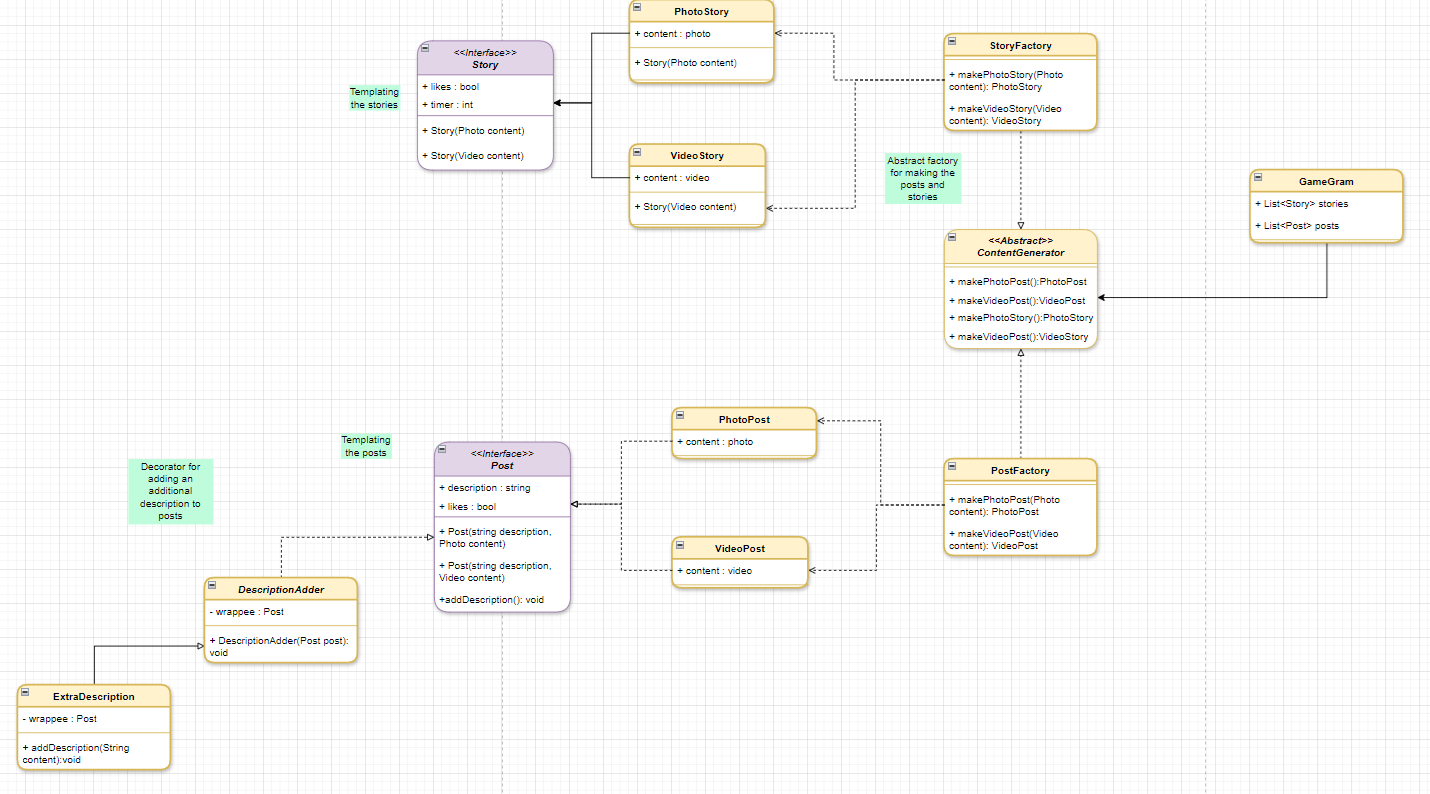 PhotoStory
+ content : photo
+ Story(Photo content)
<<Interface>>
Story
+ likes : bool
+ timer : int
+ Story(Photo content)
+ Story(Video content)
Templating
the stories
VideoStory
+ content : video
+ Story(Video content)
StoryFactory
+ makePhotoStory(Photo
content): PhotoStory
+ makeVideoStory(Video
content): VideoStory
Abstract factory
for making the
posts and
stories
GameGram
+ List<Story> stories
+ List<Post> posts
<<Abstract>>
ContentGenerator
+ makePhotoPost():PhotoPost
+ makeVideoPost():VideoPost
+ makePhotoStory():PhotoStory
+ makeVideoPost():VideoStory
PhotoPost
+ content : photo
Templating
the posts
<<Interface>>
Post
+ description : string
+ likes : bool
+ Post(string description,
Photo content)
+ Post(string description,
Video content)
+addDescription(): void
VideoPost
+ content : video
PostFactory
+ makePhotoPost(Photo
content): PhotoPost
+ makeVideoPost(Video
content): VideoPost
Decorator for
adding an
additional
description to
posts
DescriptionAdder
- wrappee : Post
+ DescriptionAdder(Post post):
void
ExtraDescription
- wrappee : Post
+ addDescription(String
content):void